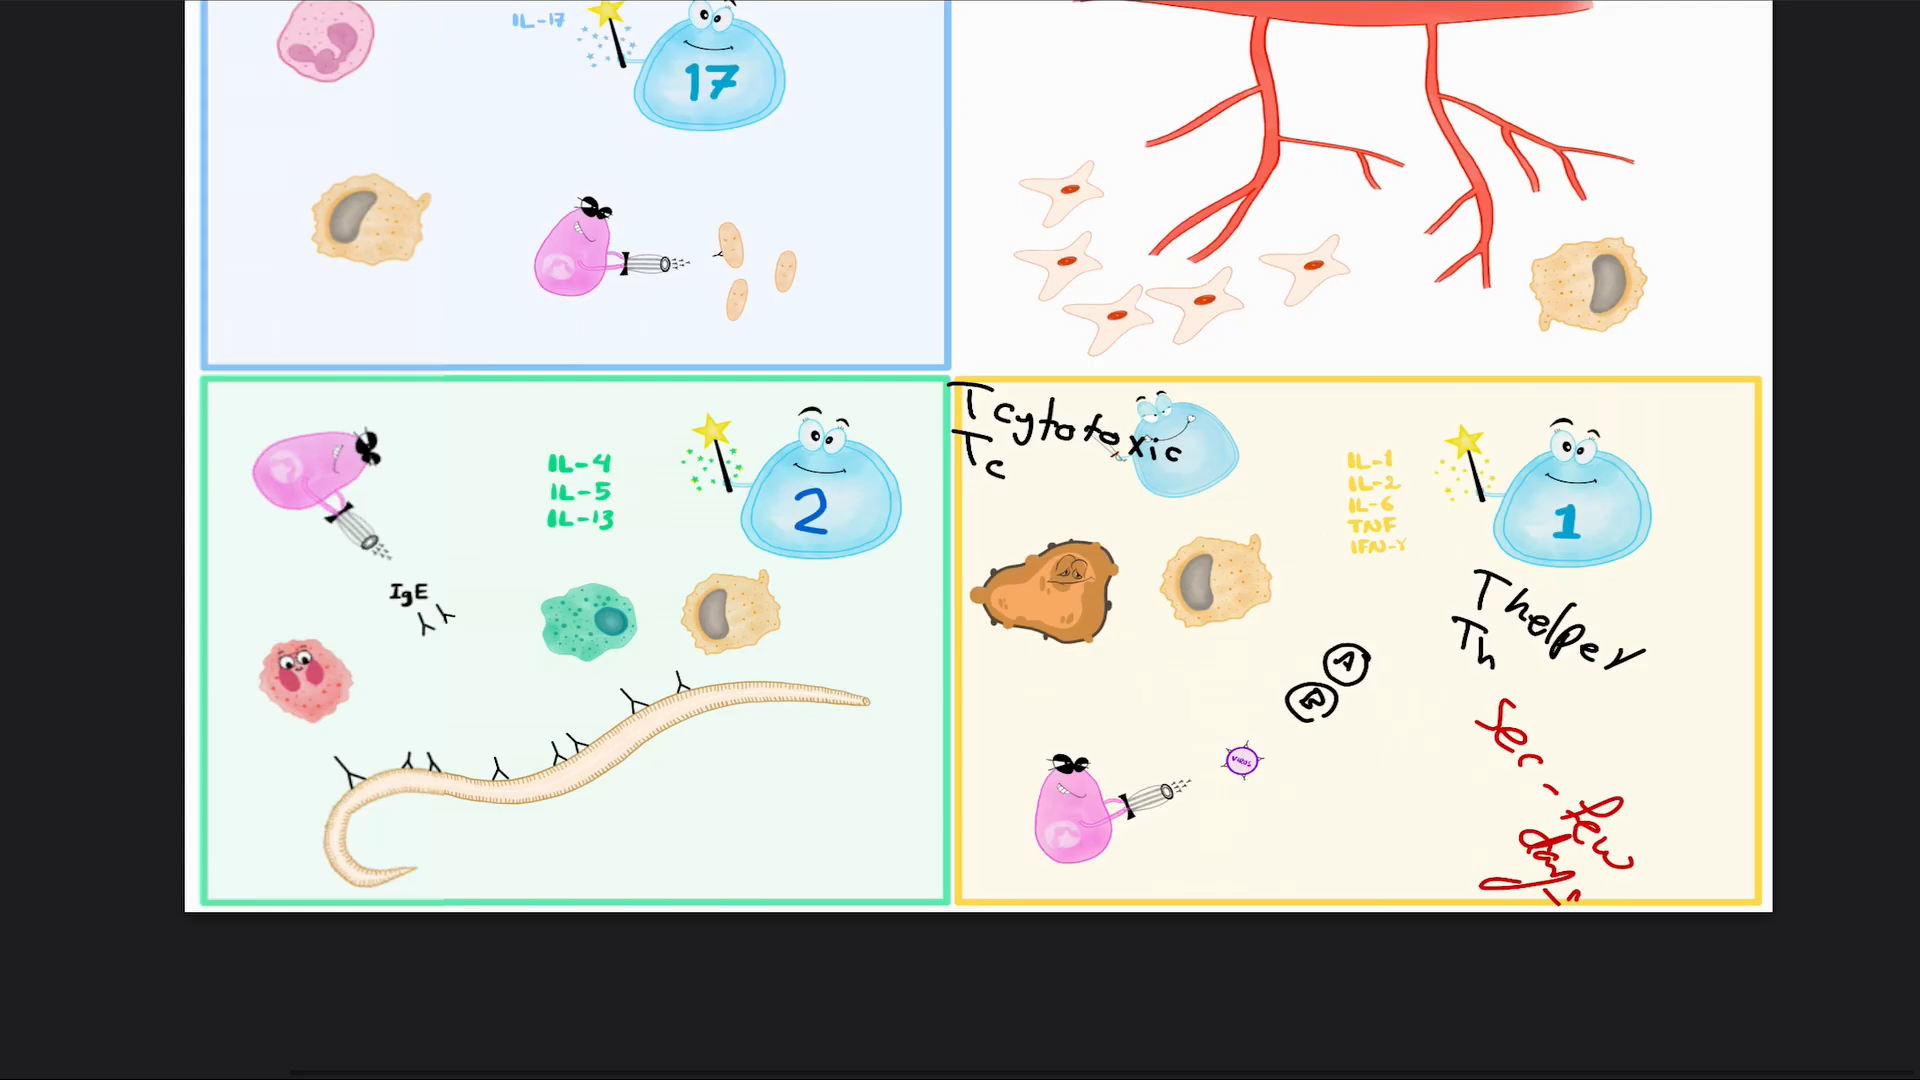 IL-17
17
IL-4
IL-5
IL-13
2
IgE
T cytotoxic
Tc
IL-1
IL-2
IL-6
TNF
IFN-γ
1
T helper
Th
A
B
VIRUS
Sec - few